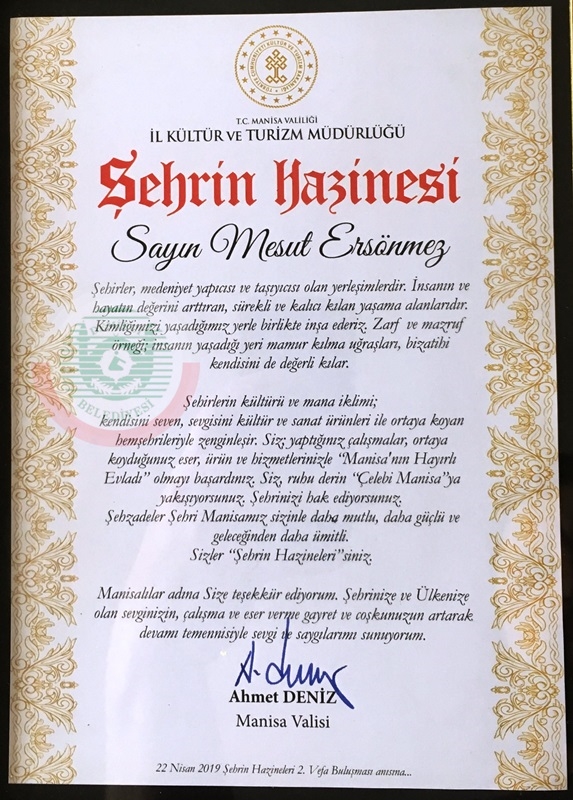 T.C. MANİSA VALİLİĞİ
İL KÜLTÜR VE TURİZM MÜDÜRLÜĞÜ
Şehrin Hazinesi
Sayın Mesut Ersönmez
Şehirler, medeniyet yapıcısı ve taşıyıcısı olan yerleşimlerdir. İnsanın ve
hayatın değerini arttıran, sürekli ve kalıcı kılan yaşama alanlarıdır.
Kimliğimizi yaşadığımız yerle birlikte inşa ederiz. Zarf ve mazruf
örneği; insanın yaşadığı yeri mamur kılma uğraşları, bizatihi
kendisini de değerli kılar.
Şehirlerin kültürü ve mana iklimi;
kendisini seven, sevgisini kültür ve sanat ürünleri ile ortaya koyan
hemşehrileriyle zenginleşir. Siz; yaptığınız çalışmalar, ortaya
koyduğunuz eser, ürün ve hizmetlerinizle “Manisa'nın Hayırlı
Evladı” olmayı başardınız. Siz, ruhu derin “Çelebi Manisa”ya
yakışıyorsunuz. Şehrinizi hak ediyorsunuz.
Şehzadeler Şehri Manisamız sizinle daha mutlu, daha güçlü ve
geleceğinden daha ümitli.
Sizler “Şehrin Hazineleri”siniz.
Manisalılar adına Size teşekkür ediyorum. Şehrinize ve Ülkenize
olan sevginizin, çalışma ve eser verme gayret ve coşkunuzun artarak
devamı temennisiyle sevgi ve saygılarımı sunuyorum.
Ahmet DENİZ
Manisa Valisi
22 Nisan 2019 Şehrin Hazineleri 2. Vefa Buluşması anısına...
BELEDİYESİ